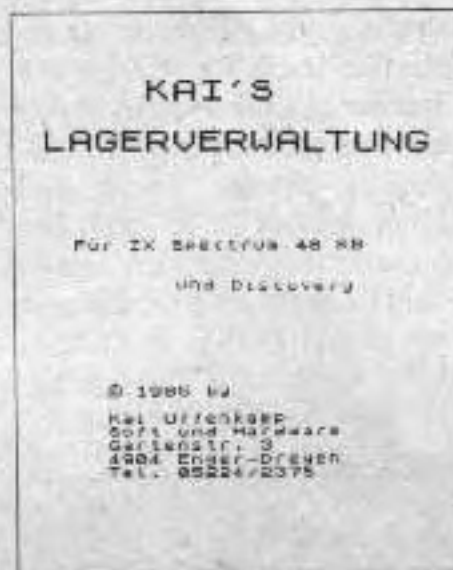 KAI'S
LAGERVERWALTUNG
Für ZX Spectrum 48 KB
und Discovery
© 1986 by
Kai Uffenkamp
Soft und Hardware
Gartenstr. 3
4904 Enger-Dreyen
Tel. 05224/2375